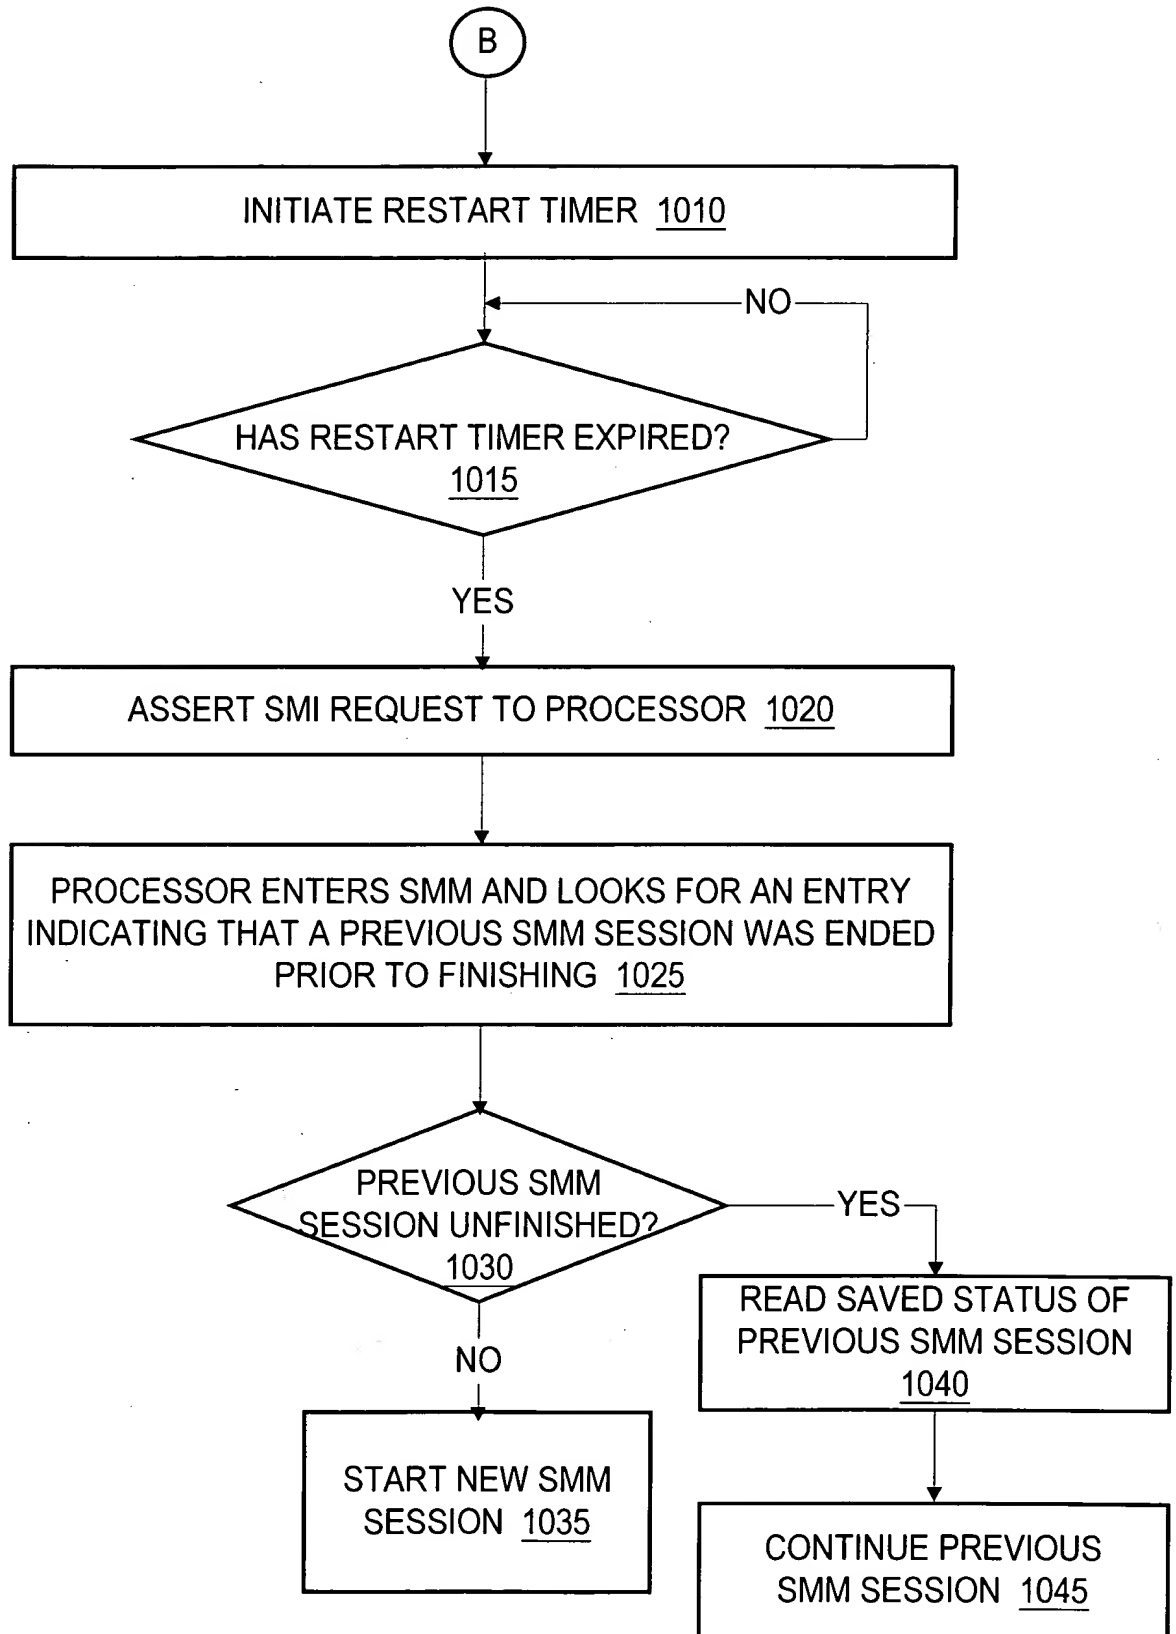 B
INITIATE RESTART TIMER 1010
NO
HAS RESTART TIMER EXPIRED?
1015
YES
ASSERT SMI REQUEST TO PROCESSOR 1020
PROCESSOR ENTERS SMM AND LOOKS FOR AN ENTRY
INDICATING THAT A PREVIOUS SMM SESSION WAS ENDED
PRIOR TO FINISHING 1025
PREVIOUS SMM
SESSION UNFINISHED?
1030
YES
READ SAVED STATUS OF
PREVIOUS SMM SESSION
1040
NO
START NEW SMM
SESSION 1035
CONTINUE PREVIOUS
SMM SESSION 1045